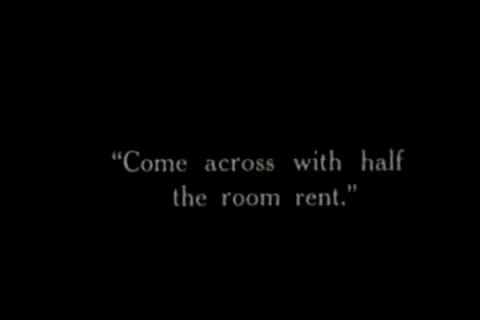 “Come across with half
the room rent.”